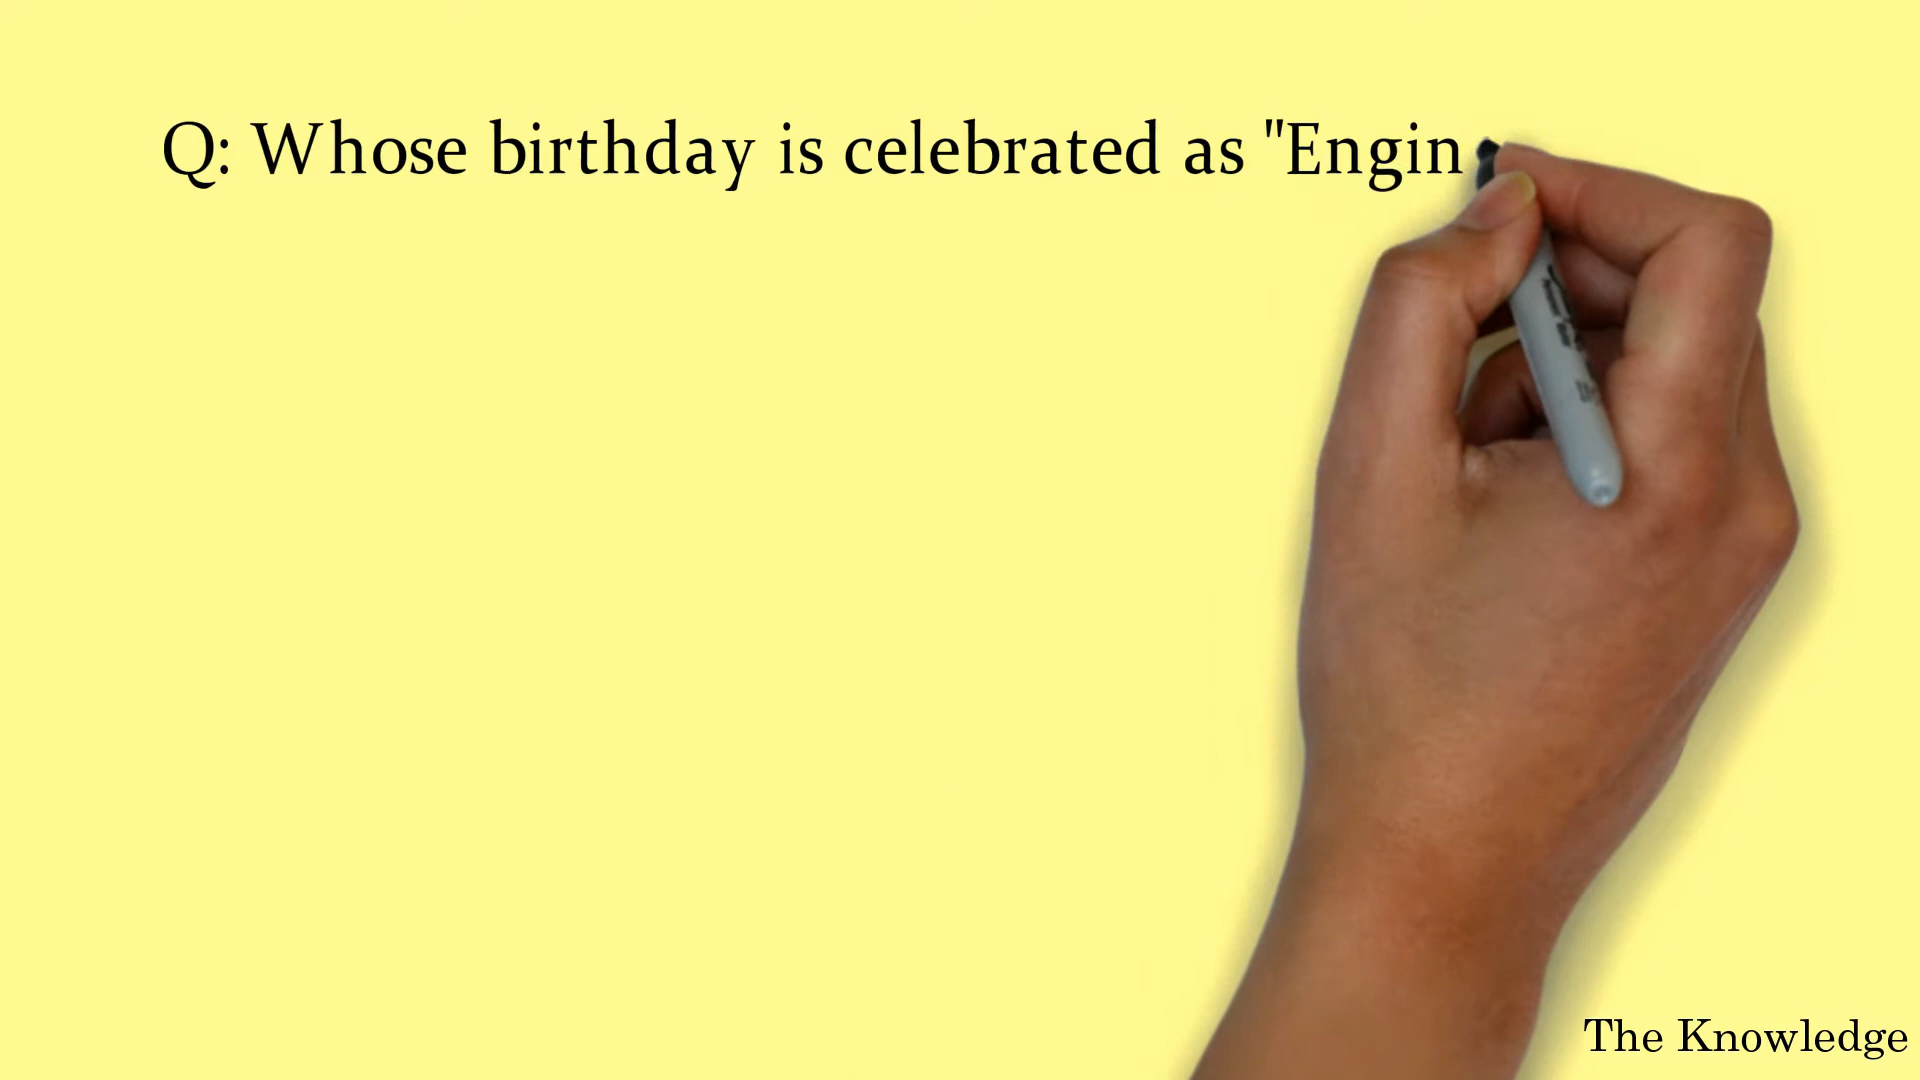 Q: Whose birthday is celebrated as "Engin
The Knowledge